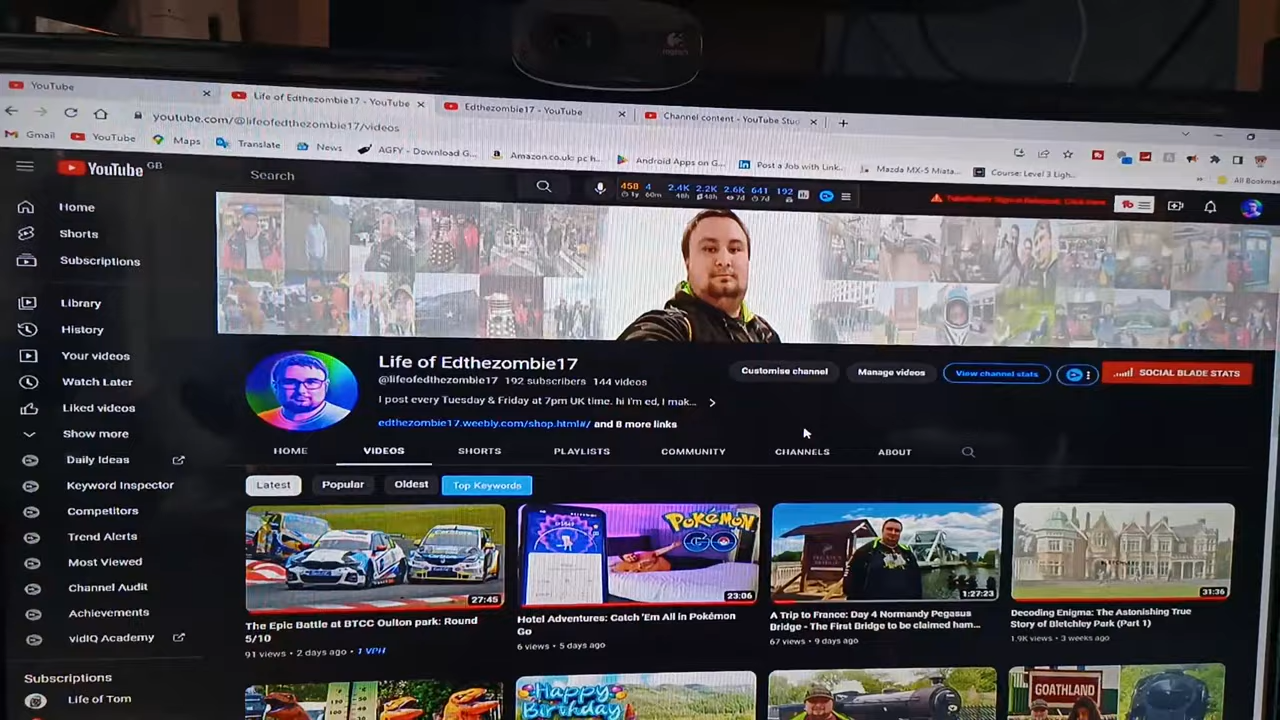 logitech
YouTube
Life of Edthezombie17 - YouTube
Edthezombie17 - YouTube
Channel content - YouTube Stud
youtube.com/@lifeofedthezombie17/videos
Gmail
YouTube
Maps
Translate
News
AGFY - Download G...
Amazon.co.uk: pc h...
Android Apps on G...
Post a Job with Link...
Mazda MX-5 Miata...
Course: Level 3 Ligh...
All Bookmar
YouTube GB
Search
458 4 2.4K 2.2K 2.6K 641 192
1y 60m 48h 48h 7d 7d
Home
Shorts
Subscriptions
Library
History
Your videos
Watch Later
Liked videos
Show more
Daily Ideas
Keyword Inspector
Competitors
Trend Alerts
Most Viewed
Channel Audit
Achievements
vidIQ Academy
Subscriptions
Life of Tom
Life of Edthezombie17
@lifeofedthezombie17 192 subscribers 144 videos
I post every Tuesday & Friday at 7pm UK time. hi I'm ed, I mak...
edthezombie17.weebly.com/shop.html#/ and 8 more links
Customise channel
Manage videos
View channel stats
SOCIAL BLADE STATS
HOME
VIDEOS
SHORTS
PLAYLISTS
COMMUNITY
CHANNELS
ABOUT
Latest
Popular
Oldest
Top Keywords
27:45
The Epic Battle at BTCC Oulton park: Round
5/10
91 views • 2 days ago • 1 VPH
POKÉMON
GO
23:06
Hotel Adventures: Catch 'Em All in Pokémon
Go
6 views • 5 days ago
1:27:23
A Trip to France: Day 4 Normandy Pegasus
Bridge - The First Bridge to be claimed ham...
67 views • 9 days ago
31:36
Decoding Enigma: The Astonishing True
Story of Bletchley Park (Part 1)
1.9K views • 3 weeks ago
Happy
Birthday
GOATHLAND